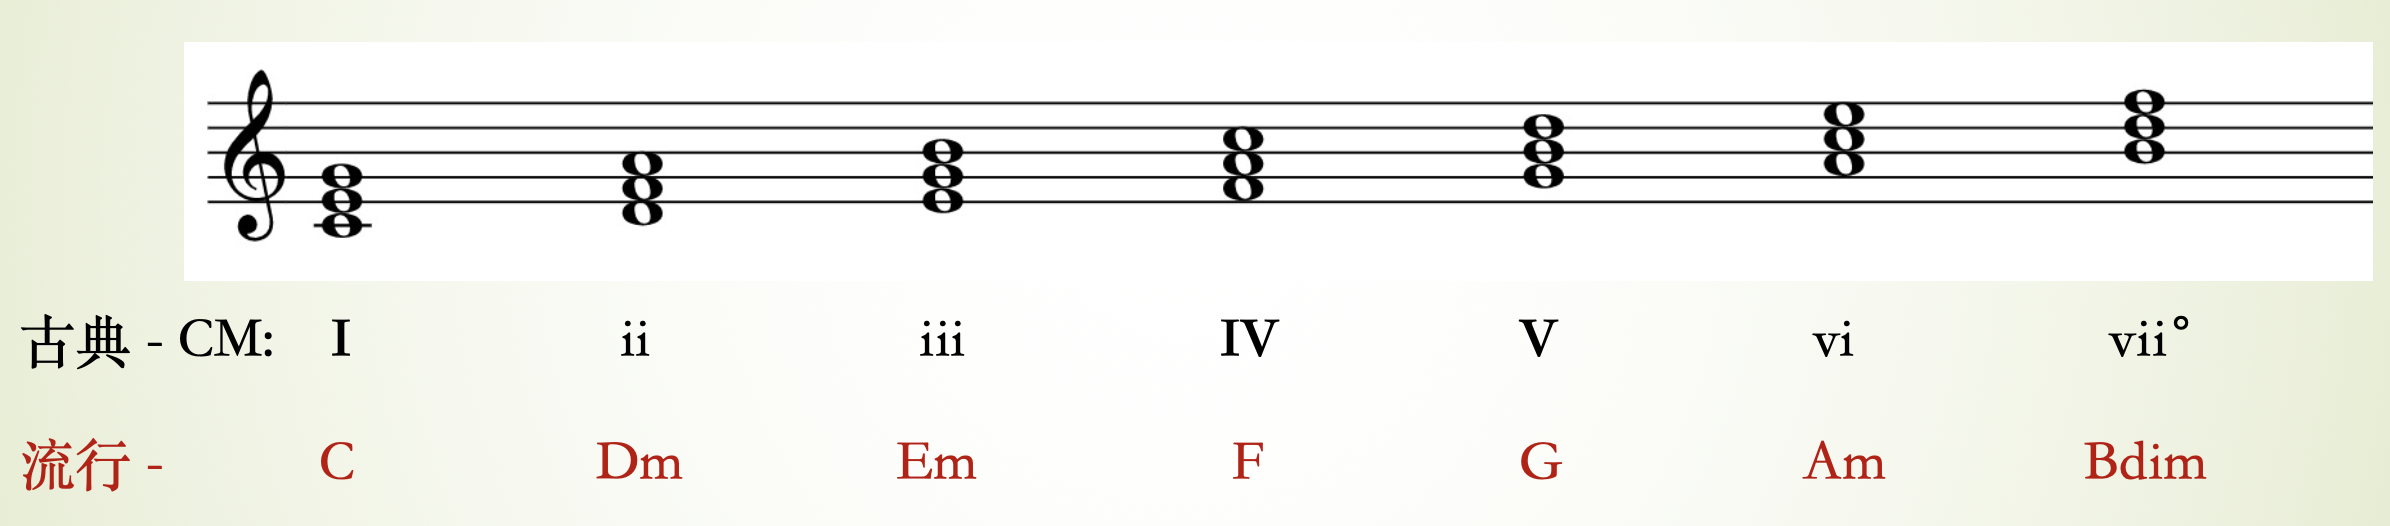 古典 - CM: I ii iii IV V vi vii°
流行 - C Dm Em F G Am Bdim